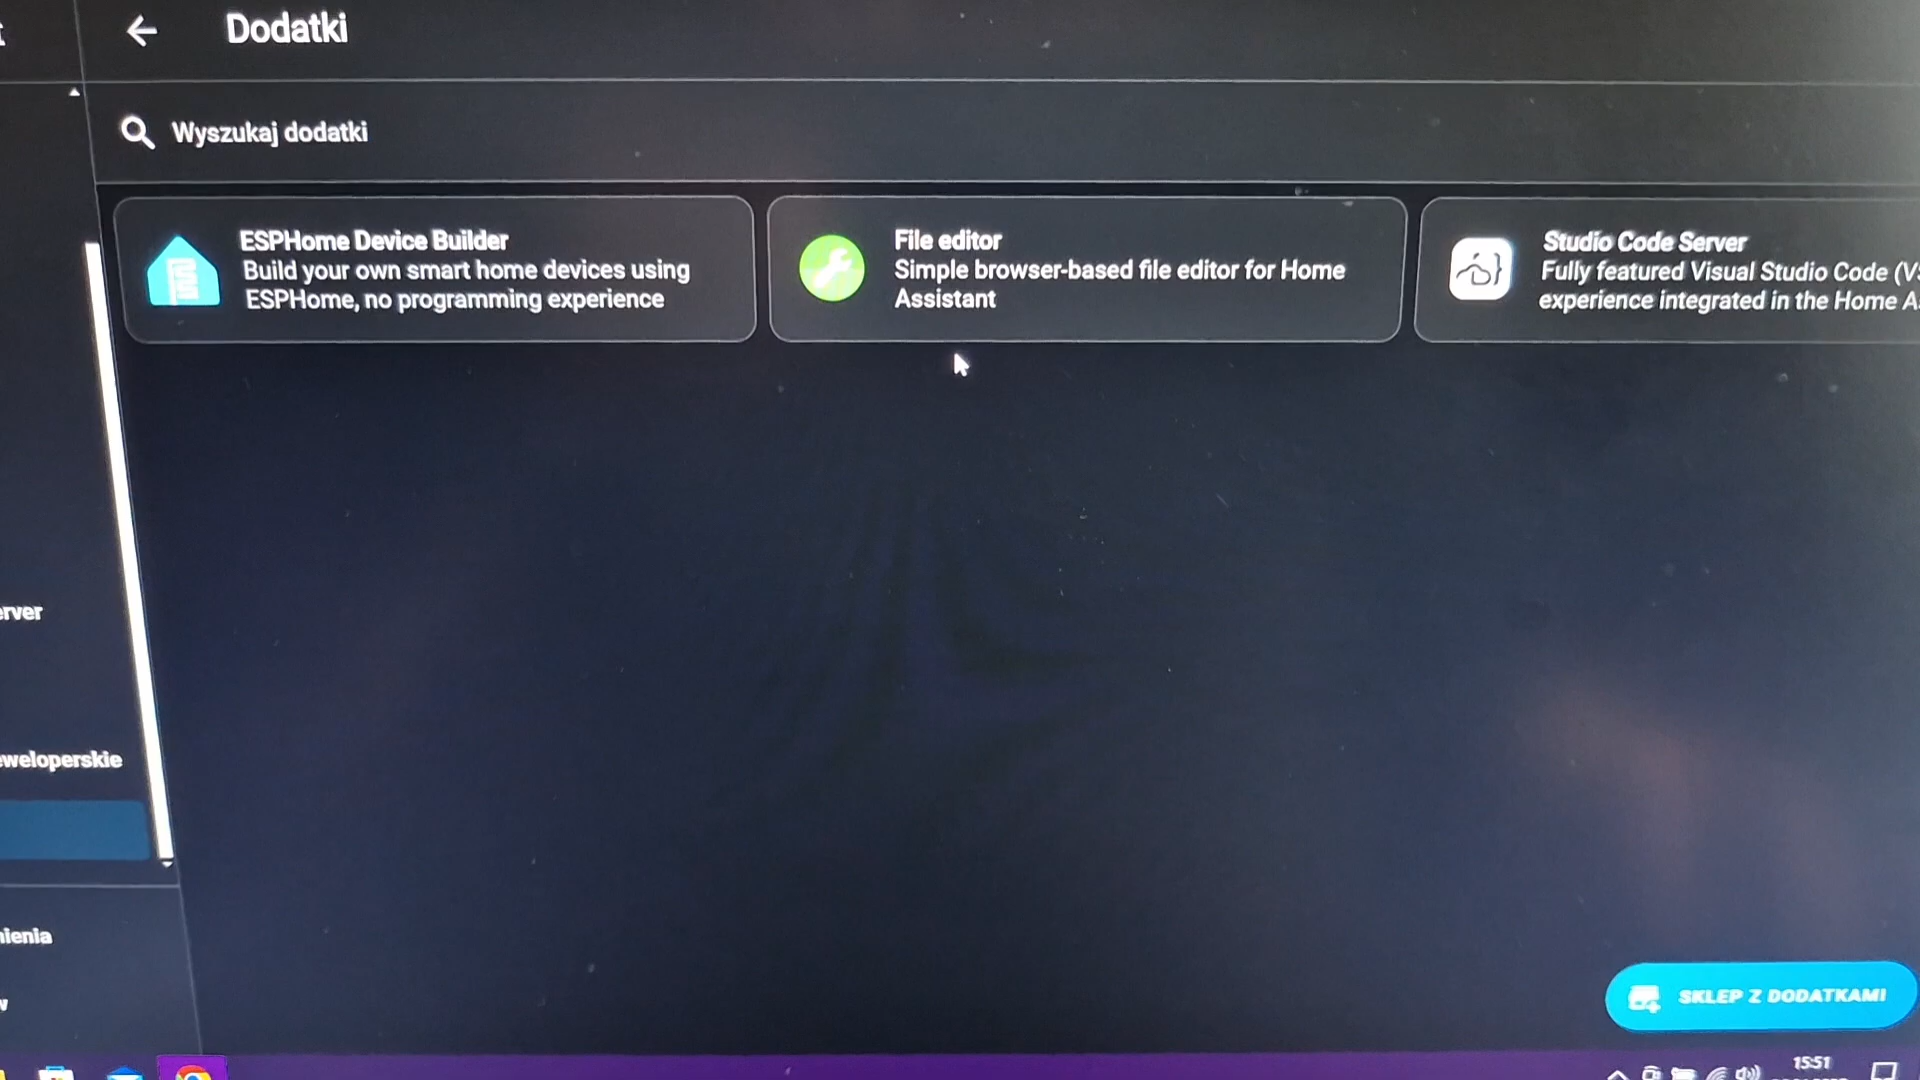 Dodatki
Wyszukaj dodatki
ESPHome Device Builder
Build your own smart home devices using
ESPHome, no programming experience
File editor
Simple browser-based file editor for Home
Assistant
Studio Code Server
Fully featured Visual Studio Code (VS
experience integrated in the Home A
erver
eweloperskie
nienia
w
SKLEP Z DODATKAMI
15:51